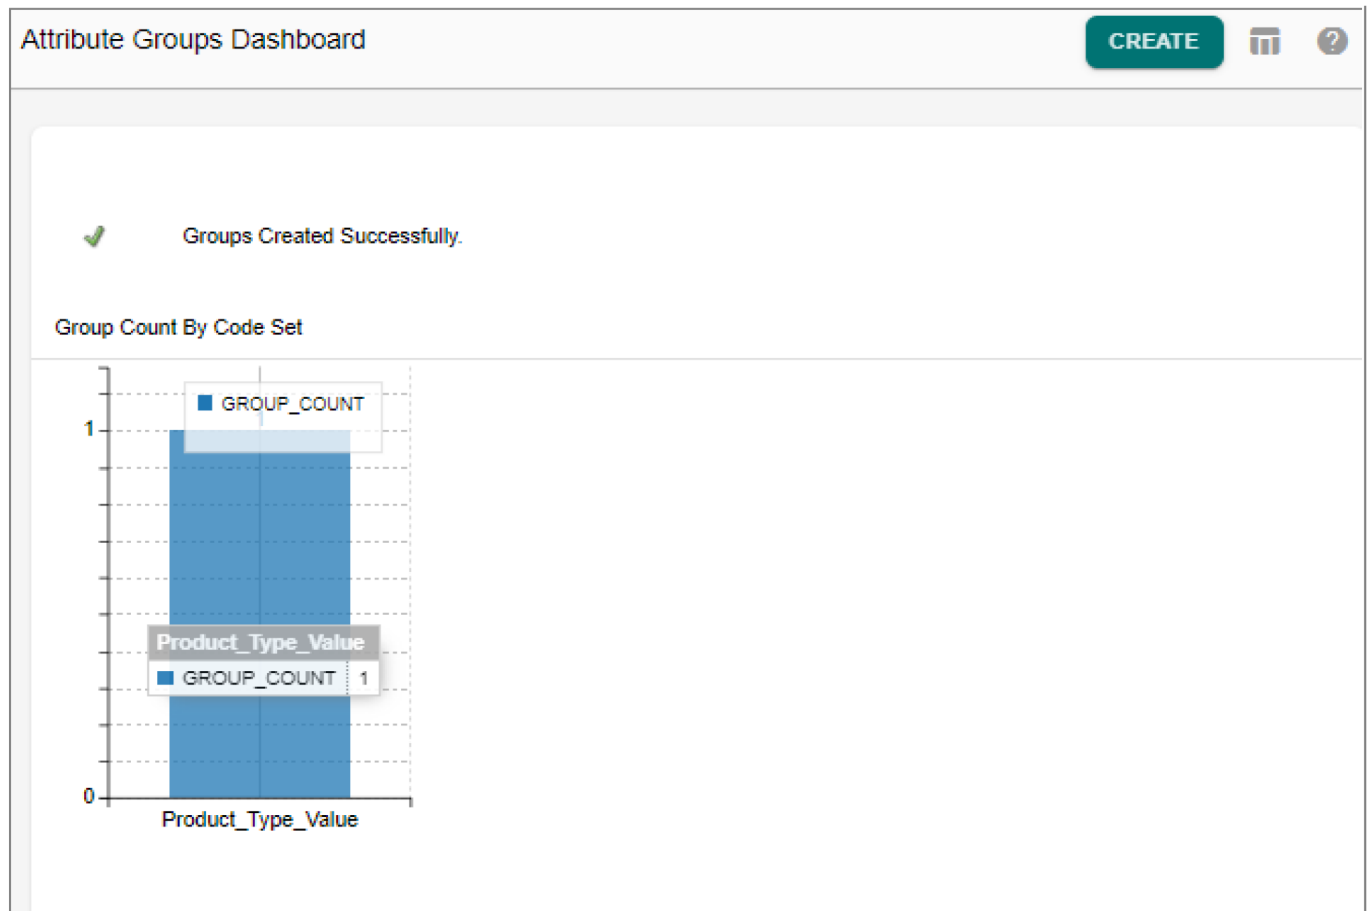 Attribute Groups Dashboard
CREATE
?
Groups Created Successfully.
Group Count By Code Set
GROUP_COUNT
1
Product_Type_Value
GROUP_COUNT 1
0
Product_Type_Value